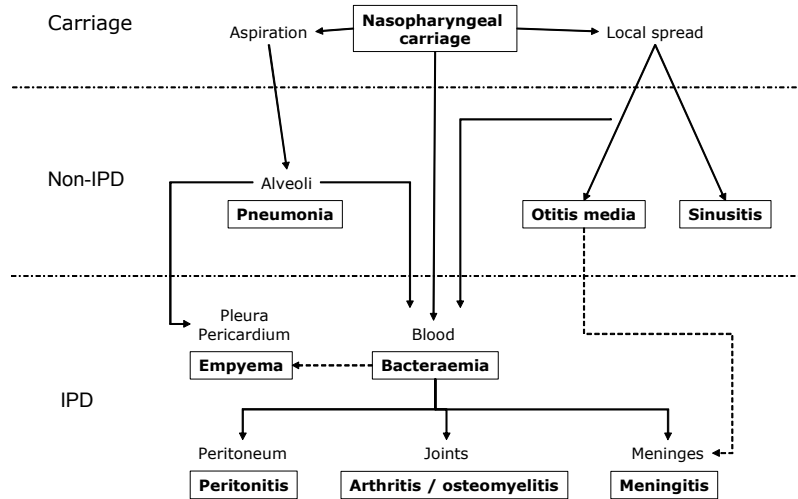 Carriage
Aspiration
Nasopharyngeal
carriage
Local spread
Non-IPD
Alveoli
Pneumonia
Otitis media
Sinusitis
Pleura
Pericardium
Blood
Empyema
Bacteraemia
IPD
Peritoneum
Joints
Meninges
Peritonitis
Arthritis / osteomyelitis
Meningitis